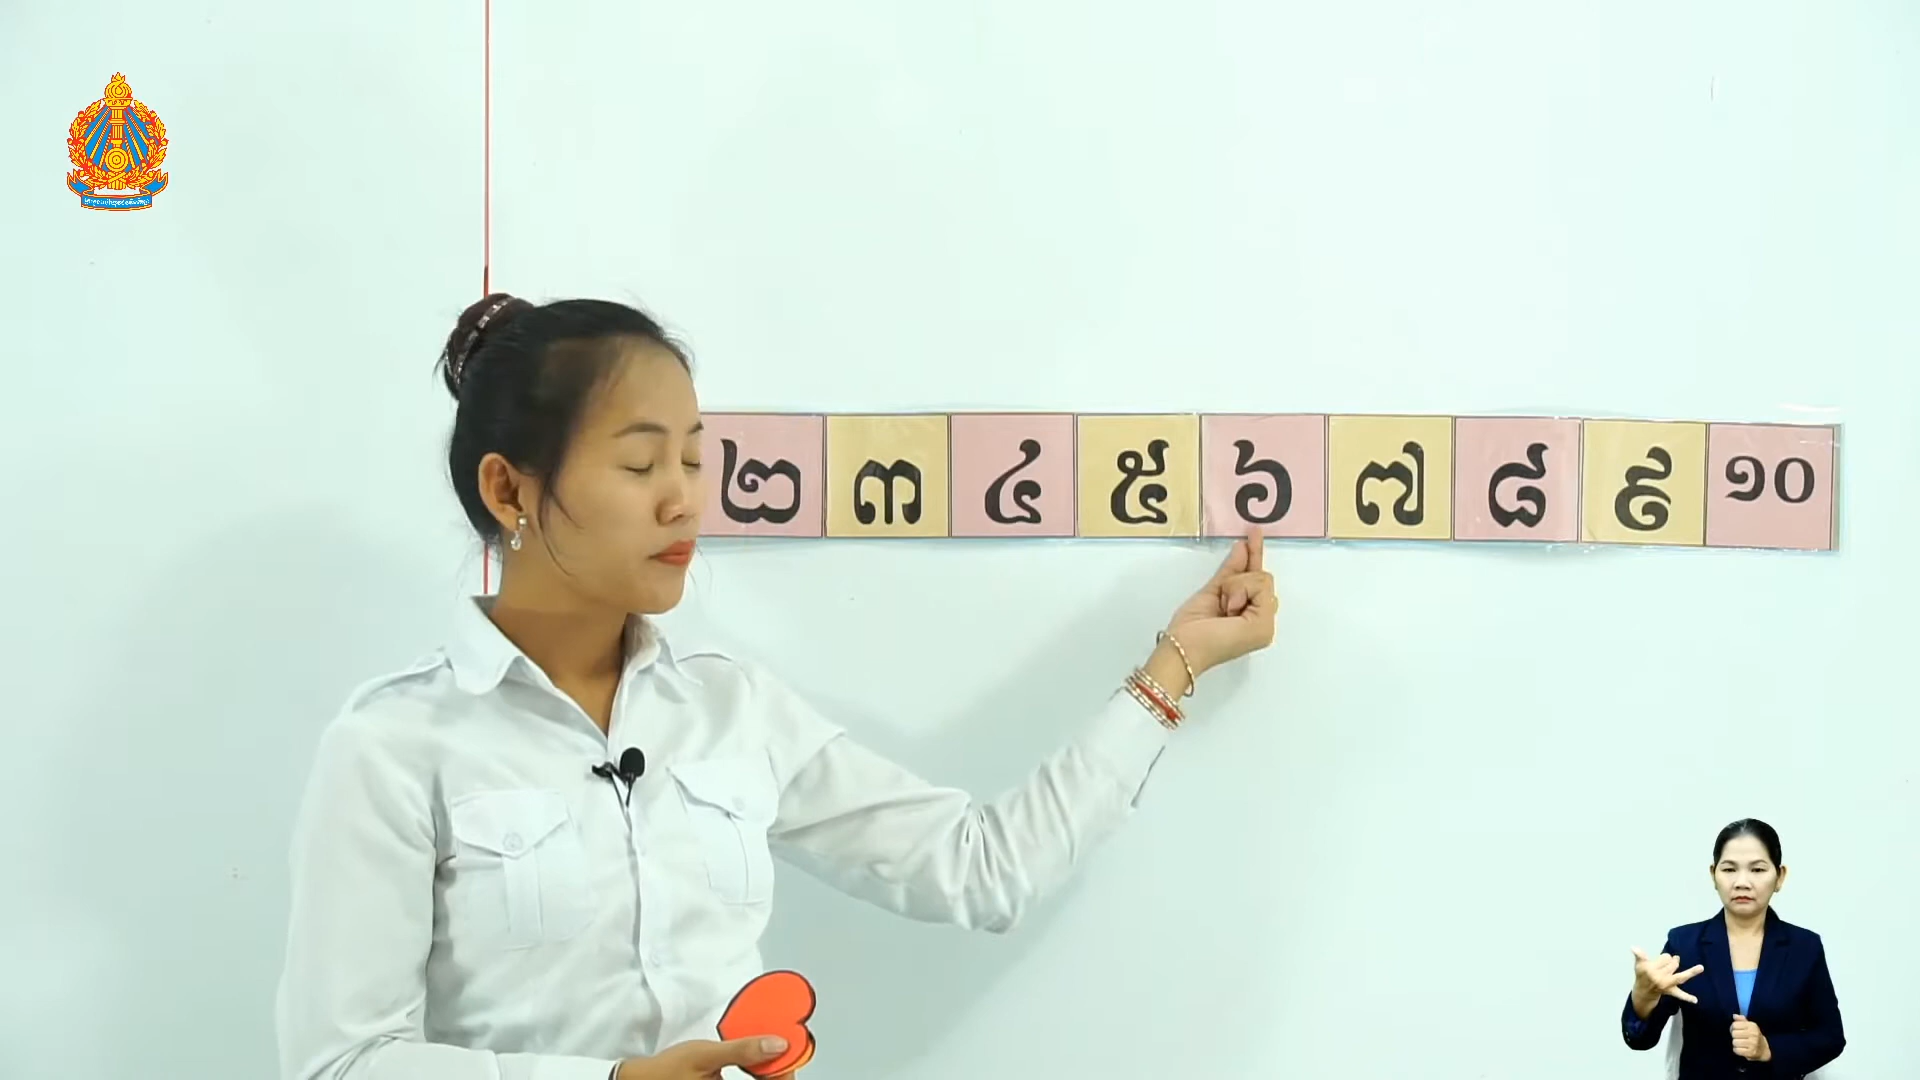 ២ ៣ ៤ ៥ ៦ ៧ ៨ ៩ ១០